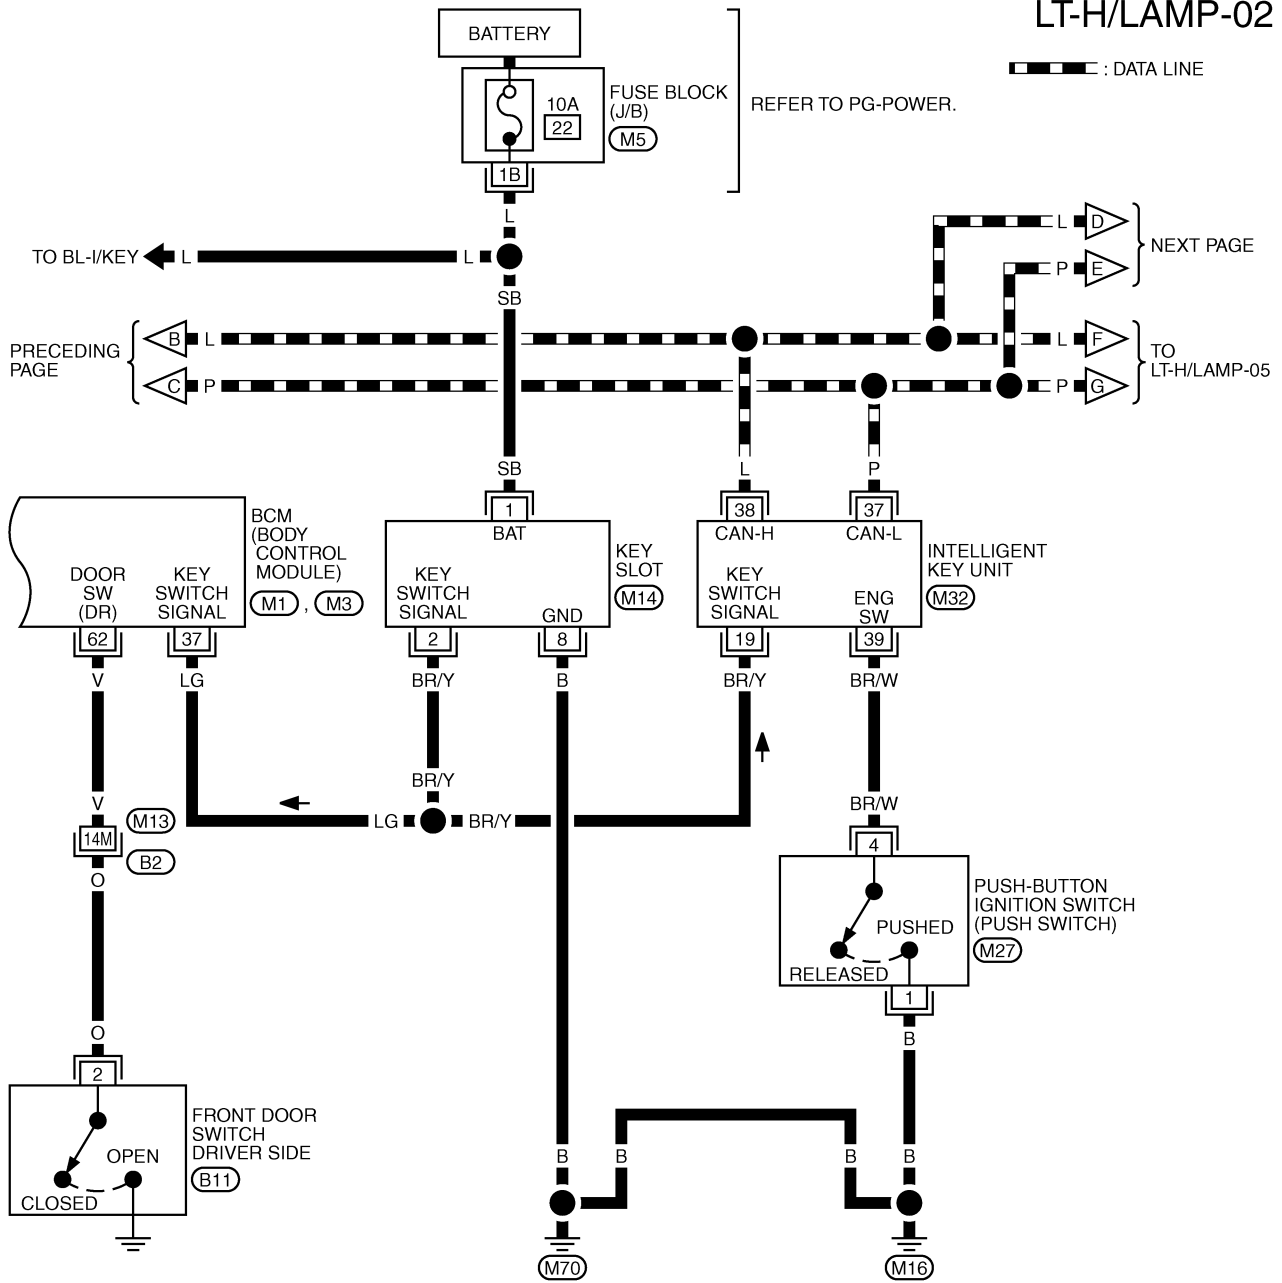 LT-H/LAMP-02
: DATA LINE
BATTERY
10A
22
FUSE BLOCK
(J/B)
M5
REFER TO PG-POWER.
1B
L
TO BL-I/KEY
L
L
SB
L
D
P
E
NEXT PAGE
PRECEDING
PAGE
B
L
C
P
L
F
P
G
TO
LT-H/LAMP-05
SB
L
P
1
BAT
38
CAN-H
37
CAN-L
BCM
(BODY
CONTROL
MODULE)
M1 , M3
DOOR
SW
(DR)
KEY
SWITCH
SIGNAL
KEY
SWITCH
SIGNAL
GND
KEY
SLOT
M14
KEY
SWITCH
SIGNAL
ENG
SW
INTELLIGENT
KEY UNIT
M32
62
37
2
8
19
39
V
LG
BR/Y
B
BR/Y
BR/W
BR/Y
V
BR/W
M13
LG
BR/Y
14M
B2
O
4
PUSHED
RELEASED
PUSH-BUTTON
IGNITION SWITCH
(PUSH SWITCH)
M27
1
O
B
2
OPEN
CLOSED
FRONT DOOR
SWITCH
DRIVER SIDE
B11
B
B
B
B
M70
M16